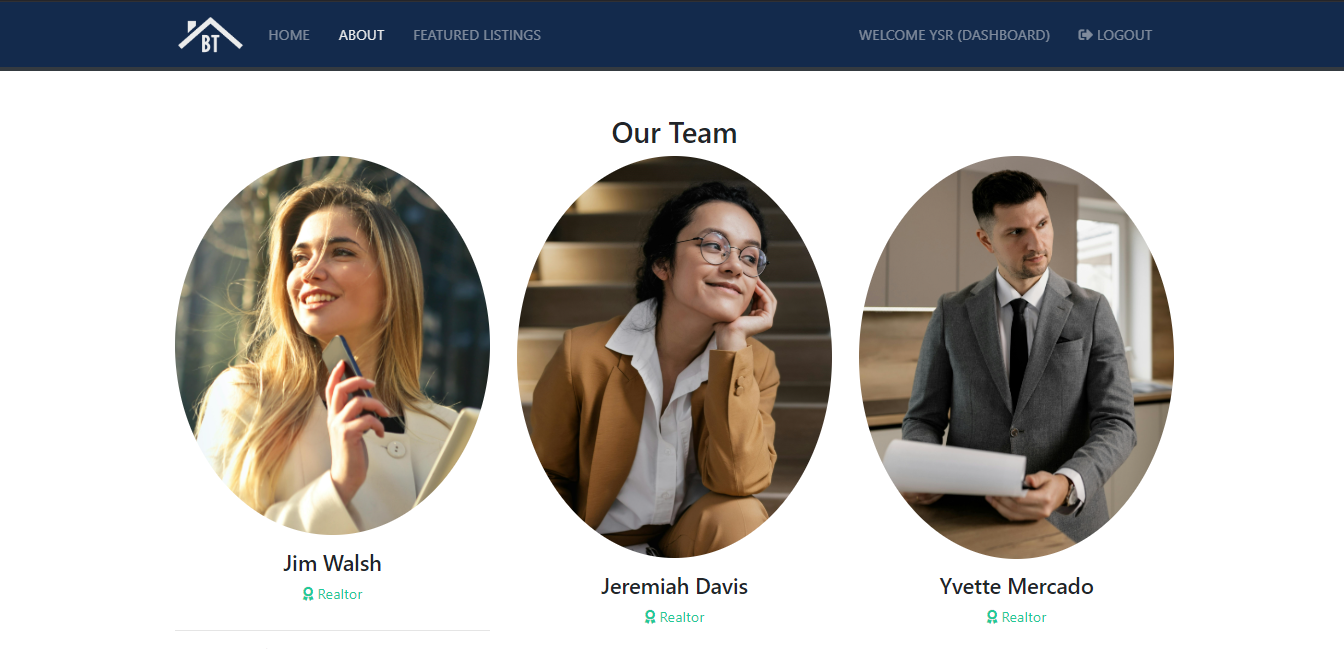 BT
HOME
ABOUT
FEATURED LISTINGS
WELCOME YSR (DASHBOARD)
LOGOUT
Our Team
Jim Walsh
Realtor
Jeremiah Davis
Realtor
Yvette Mercado
Realtor